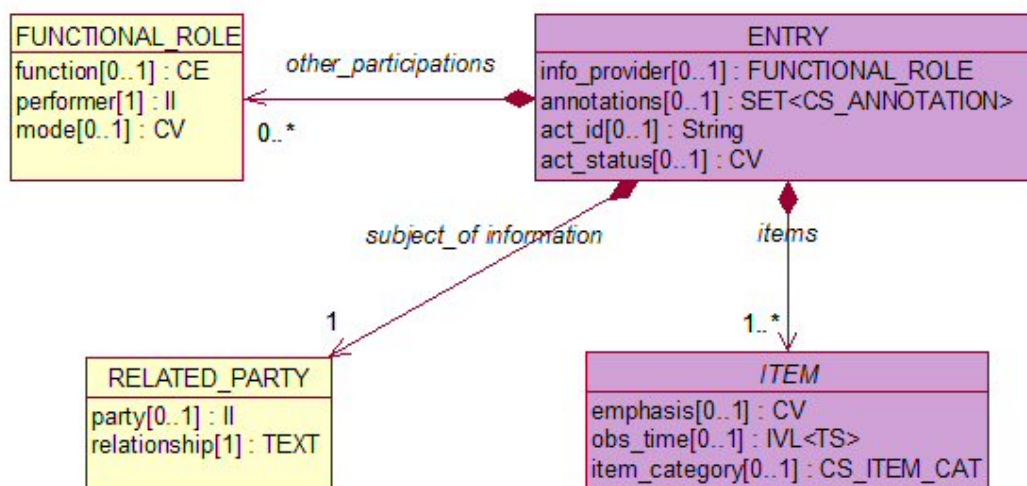 FUNCTIONAL_ROLE
function[0..1] : CE
performer[1] : II
mode[0..1] : CV
other_participations
0..*
ENTRY
info_provider[0..1] : FUNCTIONAL_ROLE
annotations[0..1] : SET<CS_ANNOTATION>
act_id[0..1] : String
act_status[0..1] : CV
subject_of information
items
1
1..*
RELATED_PARTY
party[0..1] : II
relationship[1] : TEXT
ITEM
emphasis[0..1] : CV
obs_time[0..1] : IVL<TS>
item_category[0..1] : CS_ITEM_CAT